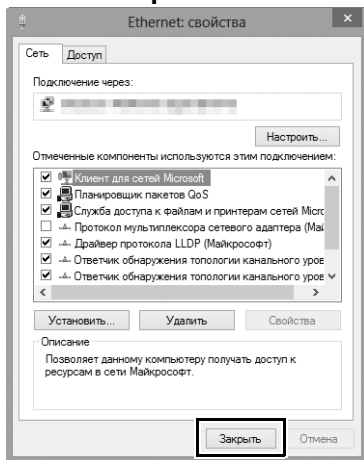 Ethernet: свойства
Сеть Доступ
Подключение через:
Настроить...
Отмеченные компоненты используются этим подключением:
Клиент для сетей Microsoft
Планировщик пакетов QoS
Служба доступа к файлам и принтерам сетей Micro
Протокол мультиплексора сетевого адаптера (Май
Драйвер протокола LLDP (Майкрософт)
Ответчик обнаружения топологии канального уров
Ответчик обнаружения топологии канального уров
Установить... Удалить Свойства
Описание
Позволяет данному компьютеру получать доступ к
ресурсам в сети Майкрософт.
Закрыть Отмена